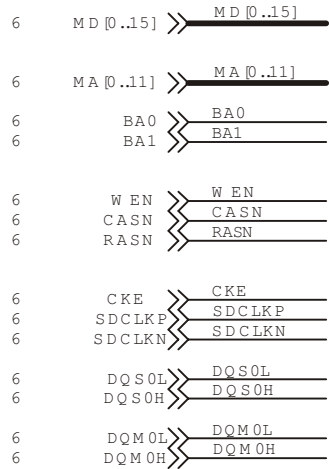 6 MD[0..15] MD[0..15]
6 MA[0..11] MA[0..11]
6 BA0 BA0
6 BA1 BA1
6 WEN WEN
6 CASN CASN
6 RASN RASN
6 CKE CKE
6 SDCLKP SDCLKP
6 SDCLKN SDCLKN
6 DQS0L DQS0L
6 DQS0H DQS0H
6 DQM0L DQM0L
6 DQM0H DQM0H